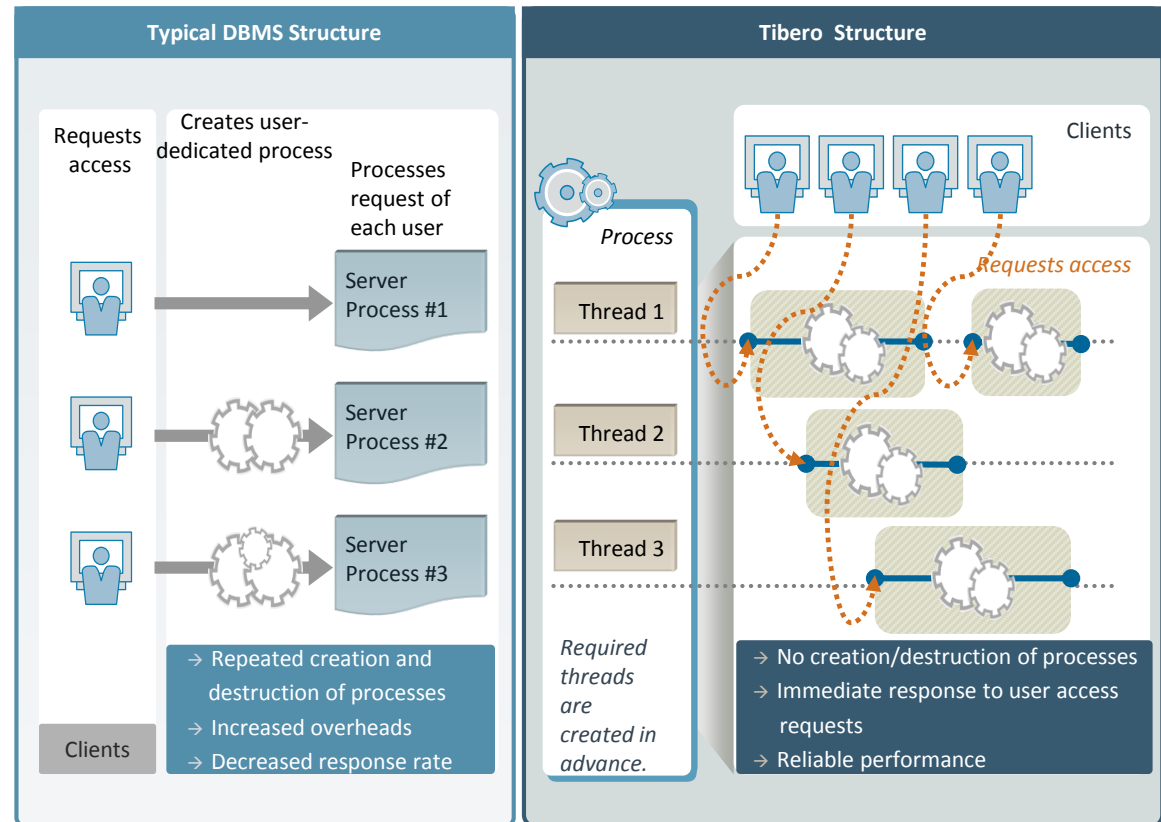 Typical DBMS Structure
Requests
access
Creates user-
dedicated process
Processes
request of
each user
Server
Process #1
Server
Process #2
Server
Process #3
→ Repeated creation and
destruction of processes
→ Increased overheads
→ Decreased response rate
Clients
Tibero Structure
Clients
Process
Requests access
Thread 1
Thread 2
Thread 3
Required
threads
are
created in
advance.
→ No creation/destruction of processes
→ Immediate response to user access
requests
→ Reliable performance